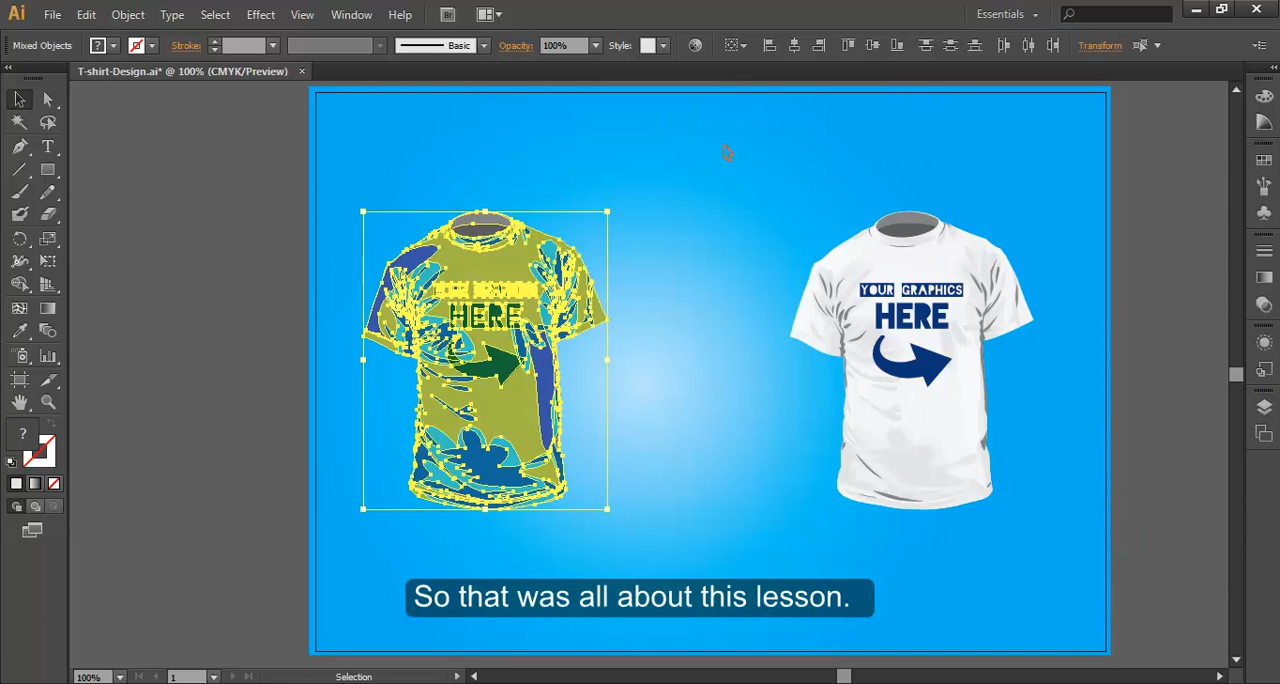 Ai File Edit Object Type Select Effect View Window Help Br Essentials
Mixed Objects ? Stroke: Basic Opacity: 100% Style: Transform
T-shirt-Design.ai* @ 100% (CMYK/Preview) ×
HERE
YOUR GRAPHICS
HERE
?
So that was all about this lesson.
100% 1 Selection